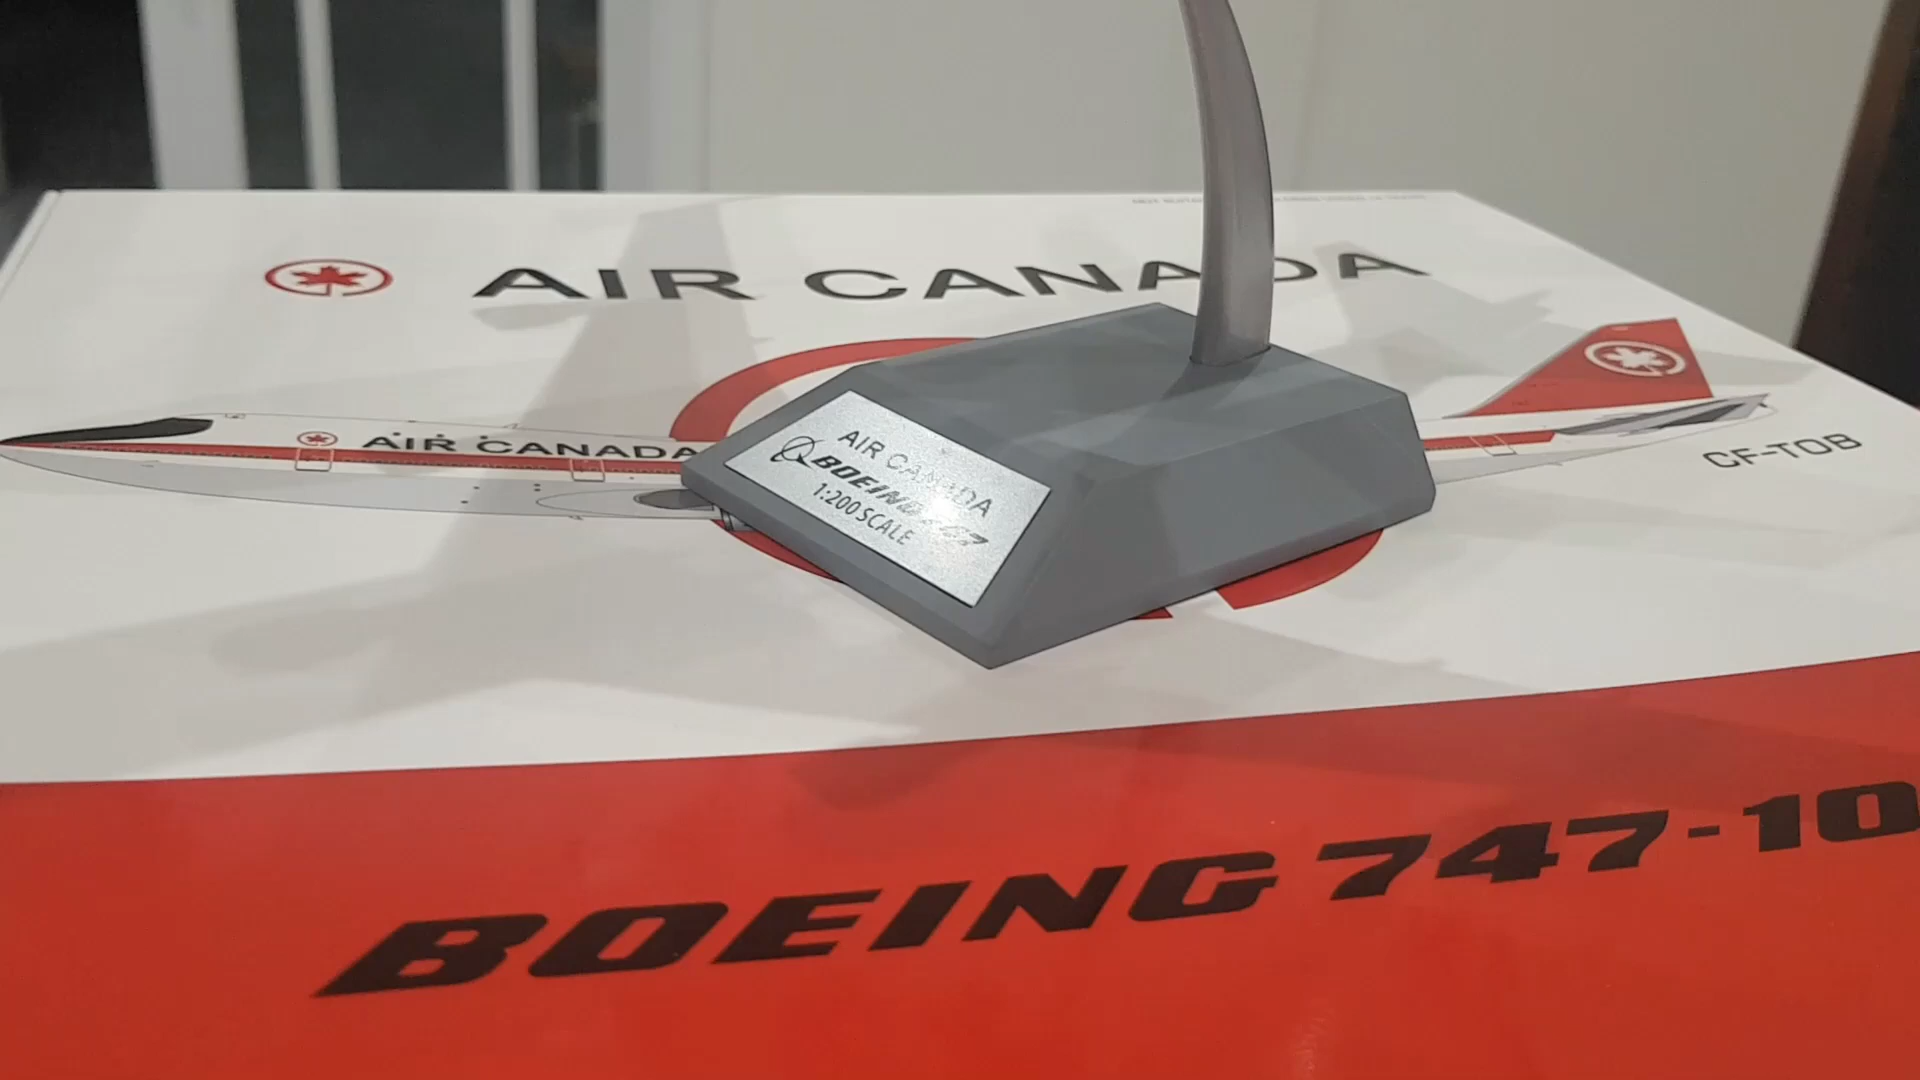 AIR CANADA
AIR CANADA
CF-TOB
AIR CANADA
BOEING 747
1:200 SCALE
BOEING 747-10